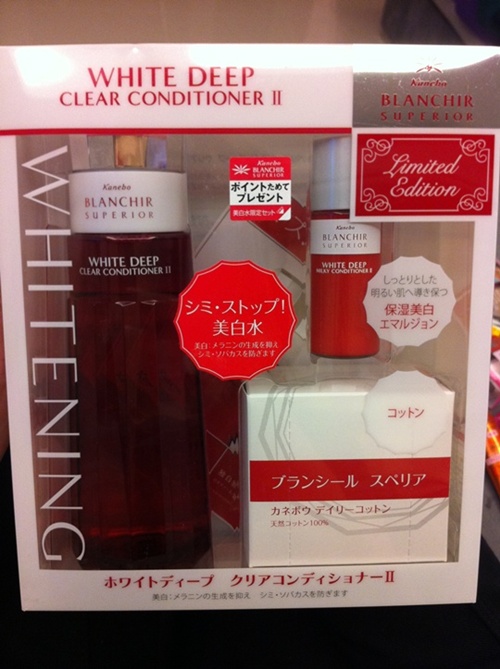 WHITE DEEP
CLEAR CONDITIONER II
Kanebo
BLANCHIR
SUPERIOR
Limited
Edition
WHITENING
Kanebo
BLANCHIR
SUPERIOR
WHITE DEEP
CLEAR CONDITIONER II
Kanebo
BLANCHIR
SUPERIOR
ポイントためて
プレゼント
美白水限定セット
シミ・ストップ!
美白水
美白:メラニンの生成を抑え
シミ・ソバカスを防ぎます
Kanebo
BLANCHIR
SUPERIOR
WHITE DEEP
MILKY CONDITIONER II
しっとりとした
明るい肌へ導き保つ
保湿美白
エマルジョン
コットン
ブランシール スペリア
カネボウ デイリーコットン
天然コットン100%
ホワイトディープ クリアコンディショナーII
美白:メラニンの生成を抑え シミ・ソバカスを防ぎます